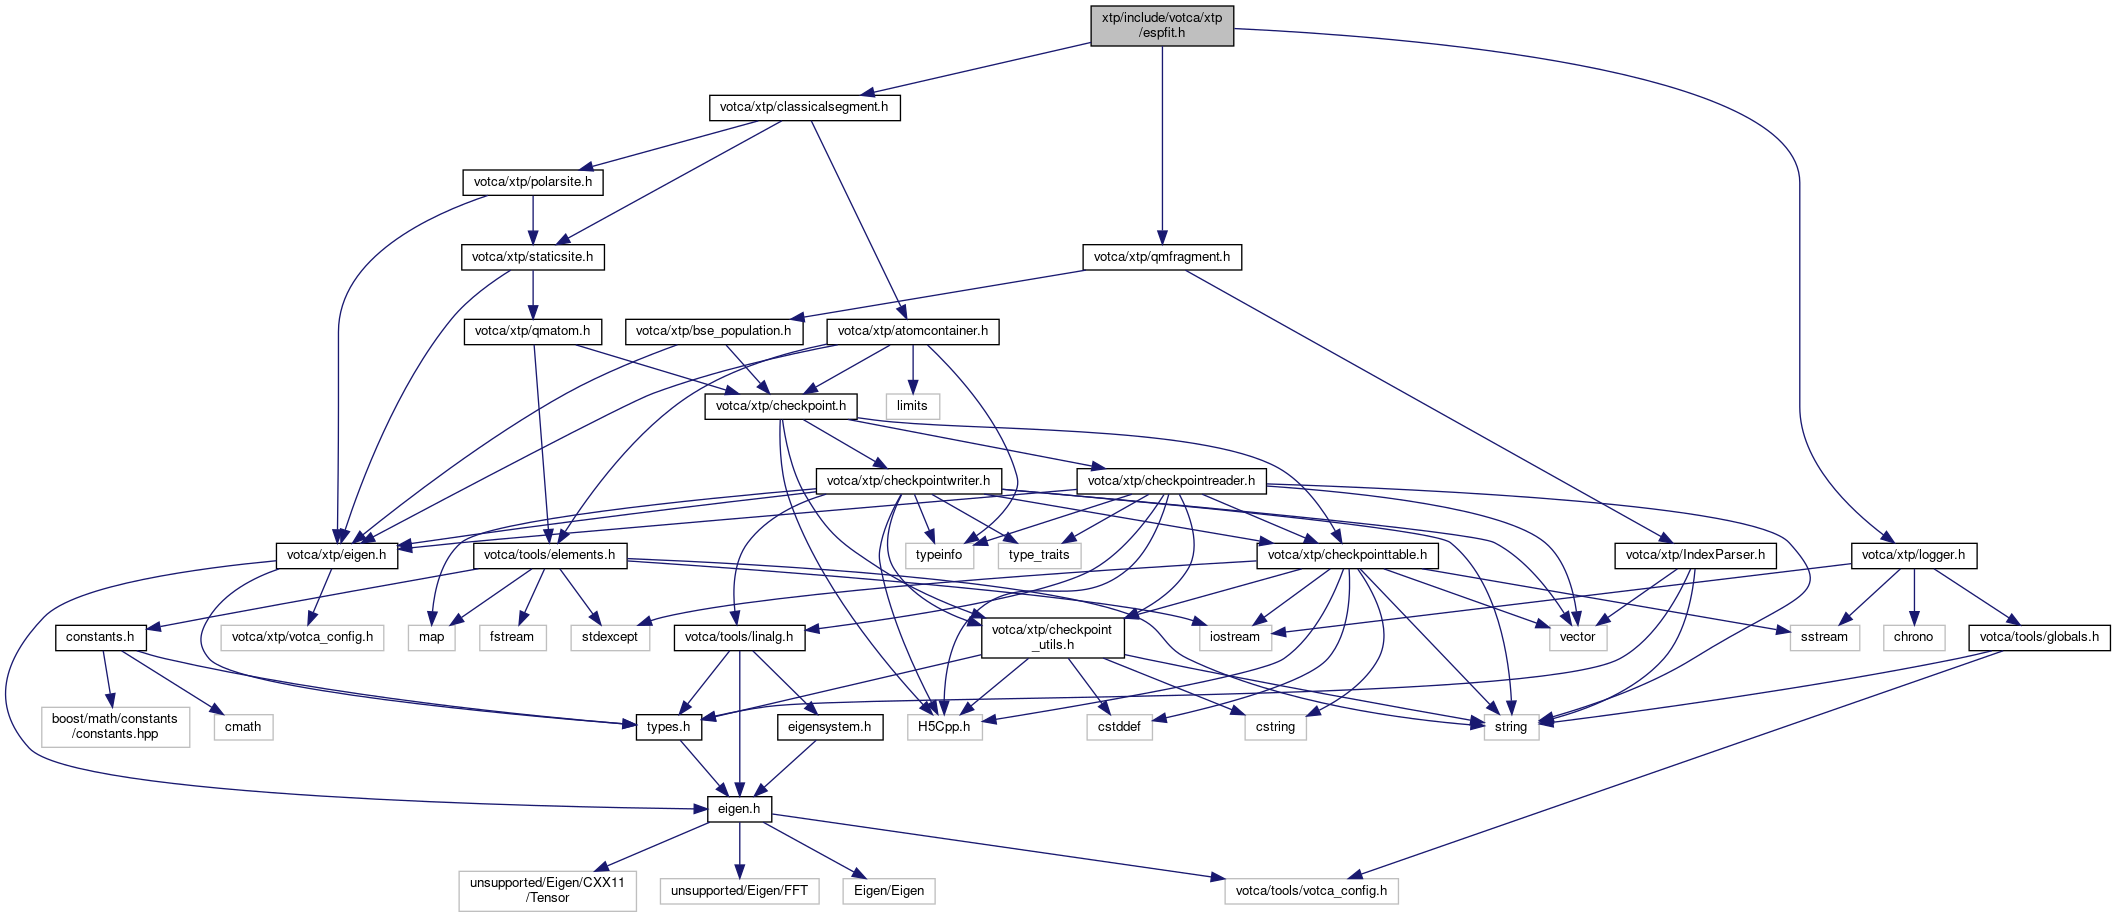 xtp/include/votca/xtp
/espfit.h
votca/xtp/classicalsegment.h
votca/xtp/polarsite.h
votca/xtp/staticsite.h
votca/xtp/qmfragment.h
votca/xtp/qmatom.h
votca/xtp/bse_population.h
votca/xtp/atomcontainer.h
votca/xtp/checkpoint.h
limits
votca/xtp/checkpointwriter.h
votca/xtp/checkpointreader.h
votca/xtp/eigen.h
votca/tools/elements.h
typeinfo
type_traits
votca/xtp/checkpointtable.h
votca/xtp/IndexParser.h
votca/xtp/logger.h
constants.h
votca/xtp/votca_config.h
map
fstream
stdexcept
votca/tools/linalg.h
votca/xtp/checkpoint
_utils.h
iostream
vector
sstream
chrono
votca/tools/globals.h
boost/math/constants
/constants.hpp
cmath
types.h
eigensystem.h
H5Cpp.h
cstddef
cstring
string
eigen.h
unsupported/Eigen/CXX11
/Tensor
unsupported/Eigen/FFT
Eigen/Eigen
votca/tools/votca_config.h